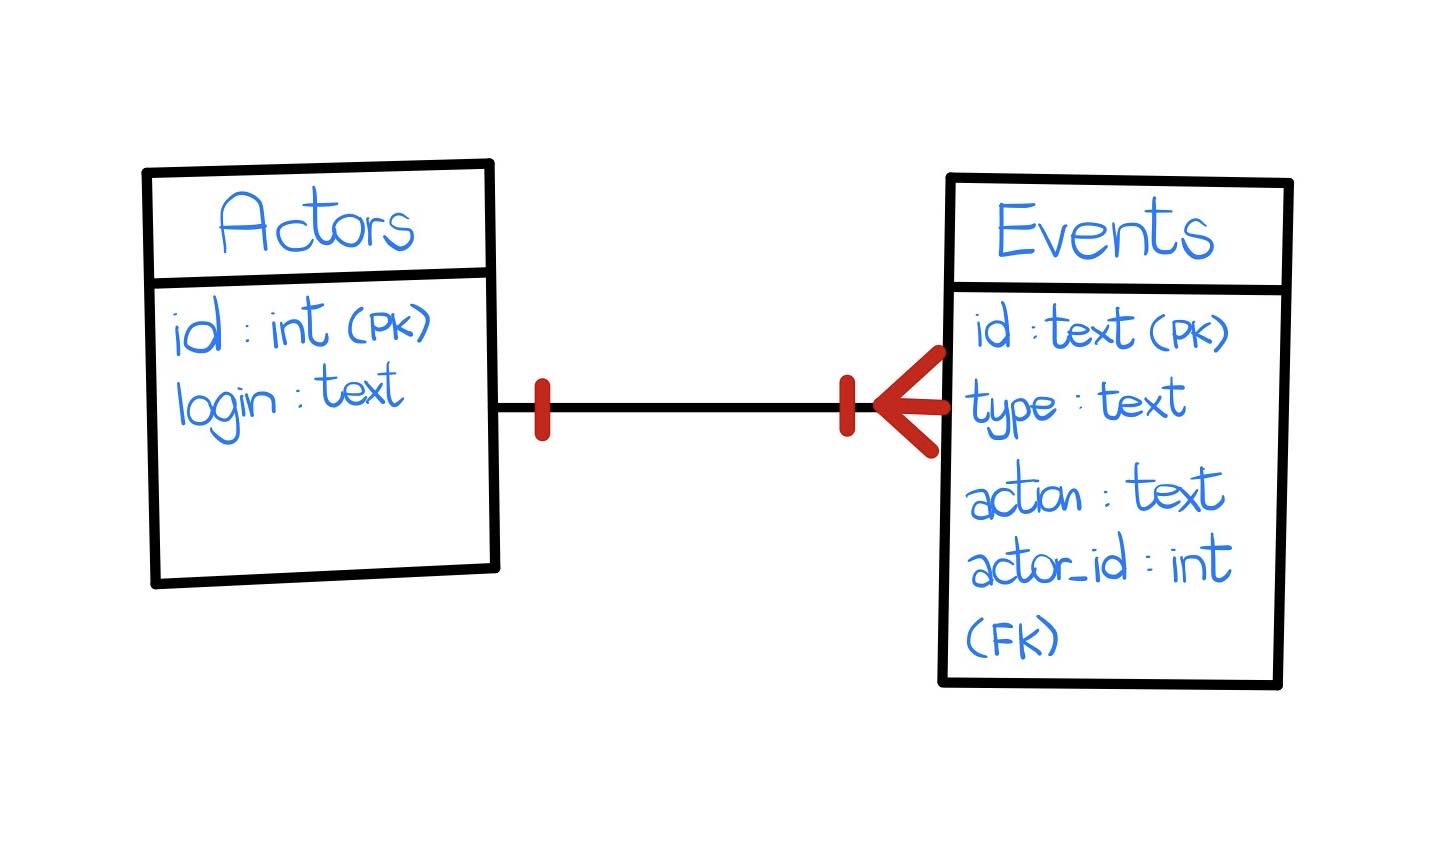 Actors
id : int (PK)
login : text
Events
id : text (PK)
type : text
action : text
actor_id : int
(FK)